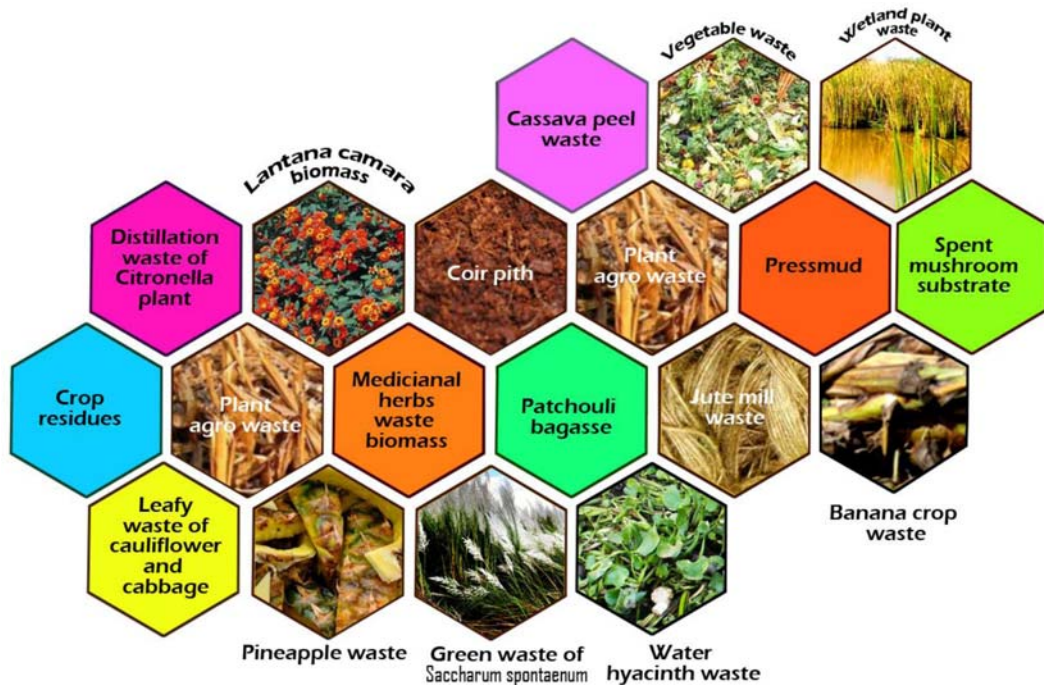 Cassava peel
waste
Vegetable waste
Wetland plant
waste
Distillation
waste of
Citronella
plant
Lantana camara
biomass
Coir pith
Plant
agro waste
Pressmud
Spent
mushroom
substrate
Crop
residues
Plant
agro waste
Medicianal
herbs
waste
biomass
Patchouli
bagasse
Jute mill
waste
Banana crop
waste
Leafy
waste of
cauliflower
and
cabbage
Pineapple waste
Green waste of
Saccharum spontaenum
Water
hyacinth waste